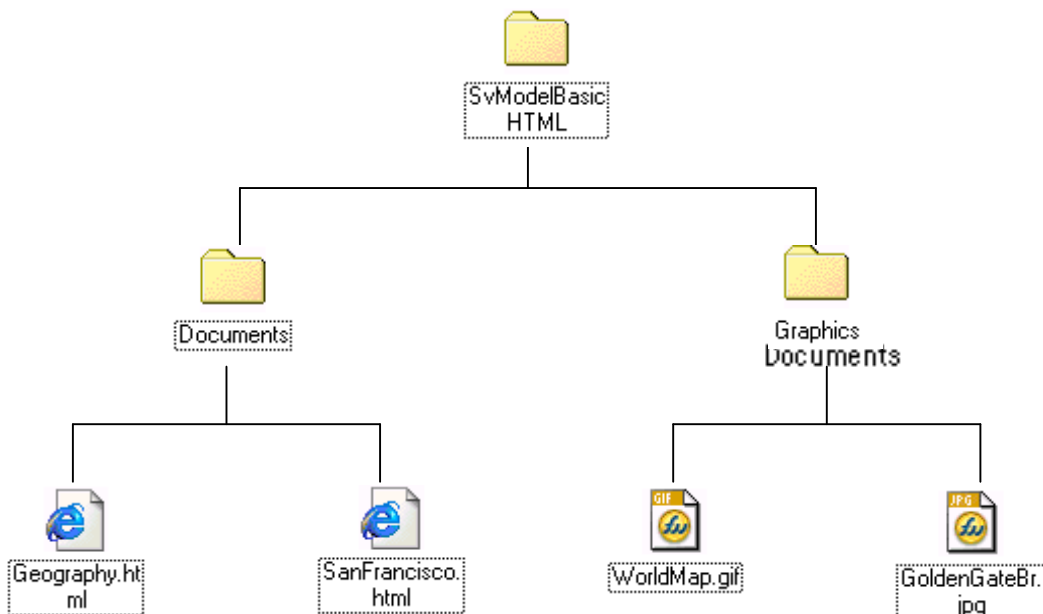 SvModelBasic
HTML
Documents
Graphics
Documents
GIF
JPG
Geography.ht
ml
SanFrancisco.
html
WorldMap.gif
GoldenGateBr.
jpg